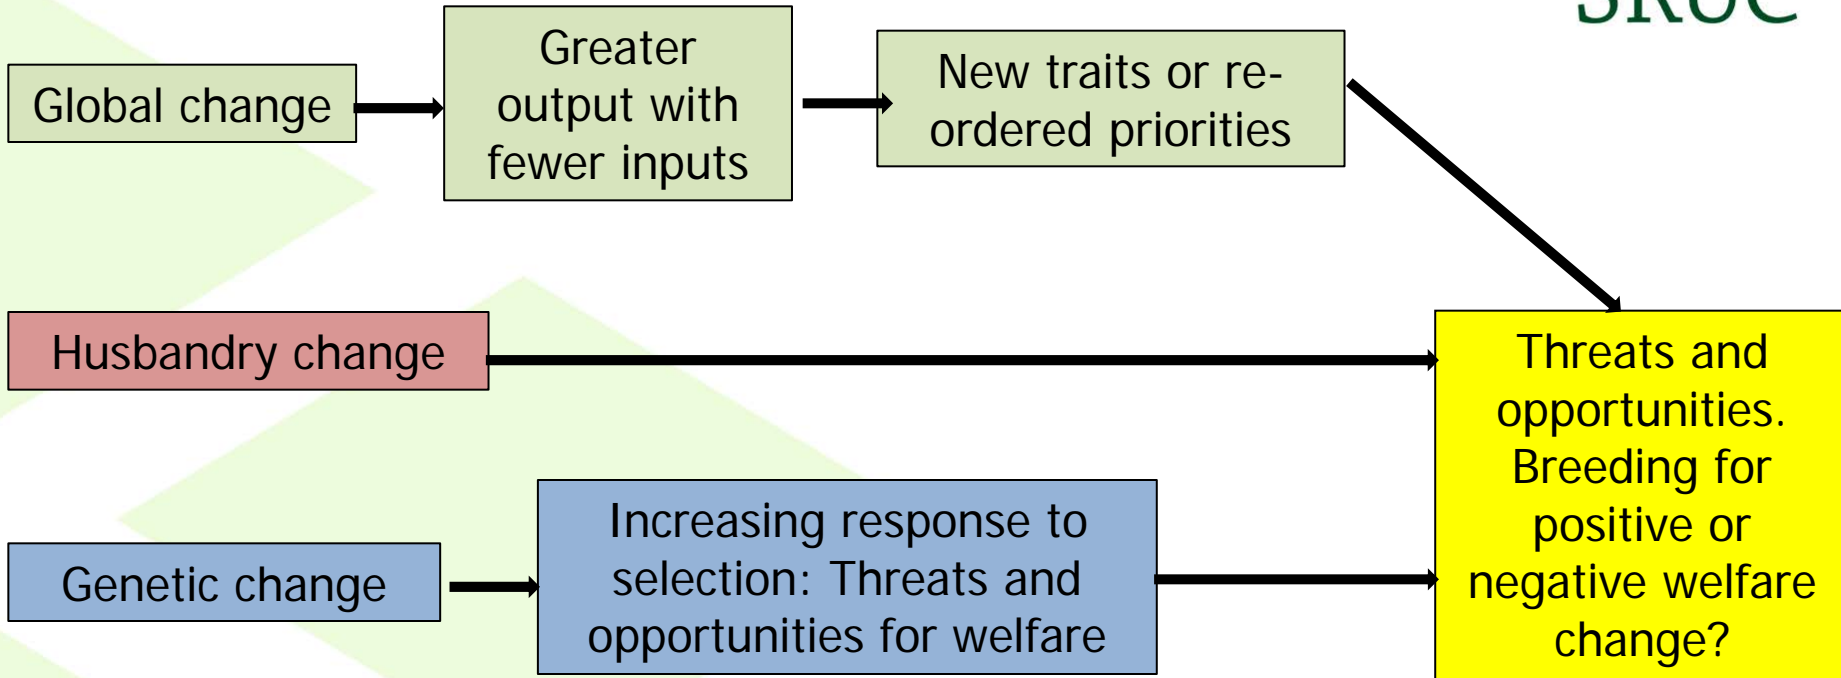 SRUC
Global change
Greater
output with
fewer inputs
New traits or re-
ordered priorities
Husbandry change
Genetic change
Increasing response to
selection: Threats and
opportunities for welfare
Threats and
opportunities.
Breeding for
positive or
negative welfare
change?